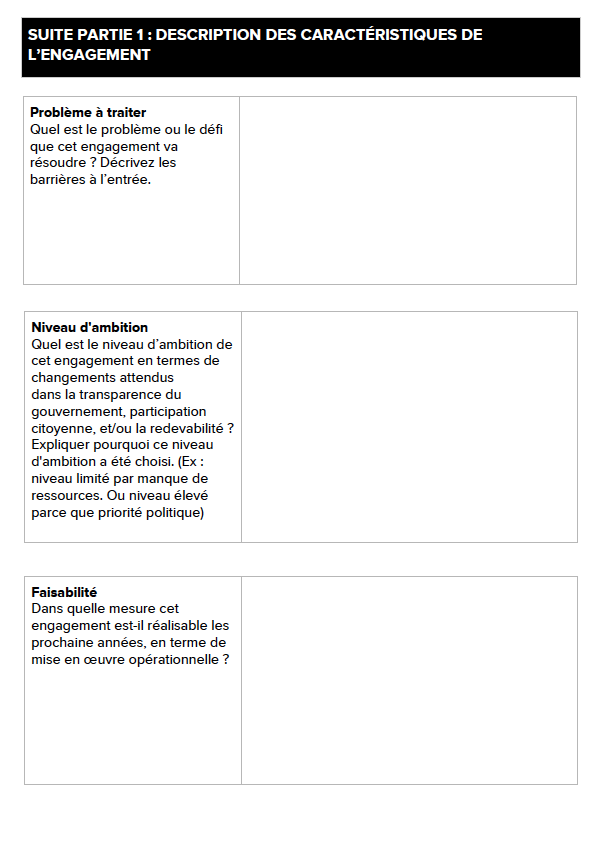 SUITE PARTIE 1 : DESCRIPTION DES CARACTÉRISTIQUES DE
L’ENGAGEMENT
Problème à traiter
Quel est le problème ou le défi
que cet engagement va
résoudre ? Décrivez les
barrières à l’entrée.
Niveau d'ambition
Quel est le niveau d’ambition de
cet engagement en termes de
changements attendus
dans la transparence du
gouvernement, participation
citoyenne, et/ou la redevabilité ?
Expliquer pourquoi ce niveau
d'ambition a été choisi. (Ex :
niveau limité par manque de
ressources. Ou niveau élevé
parce que priorité politique)
Faisabilité
Dans quelle mesure cet
engagement est-il réalisable les
prochaine années, en terme de
mise en œuvre opérationnelle ?